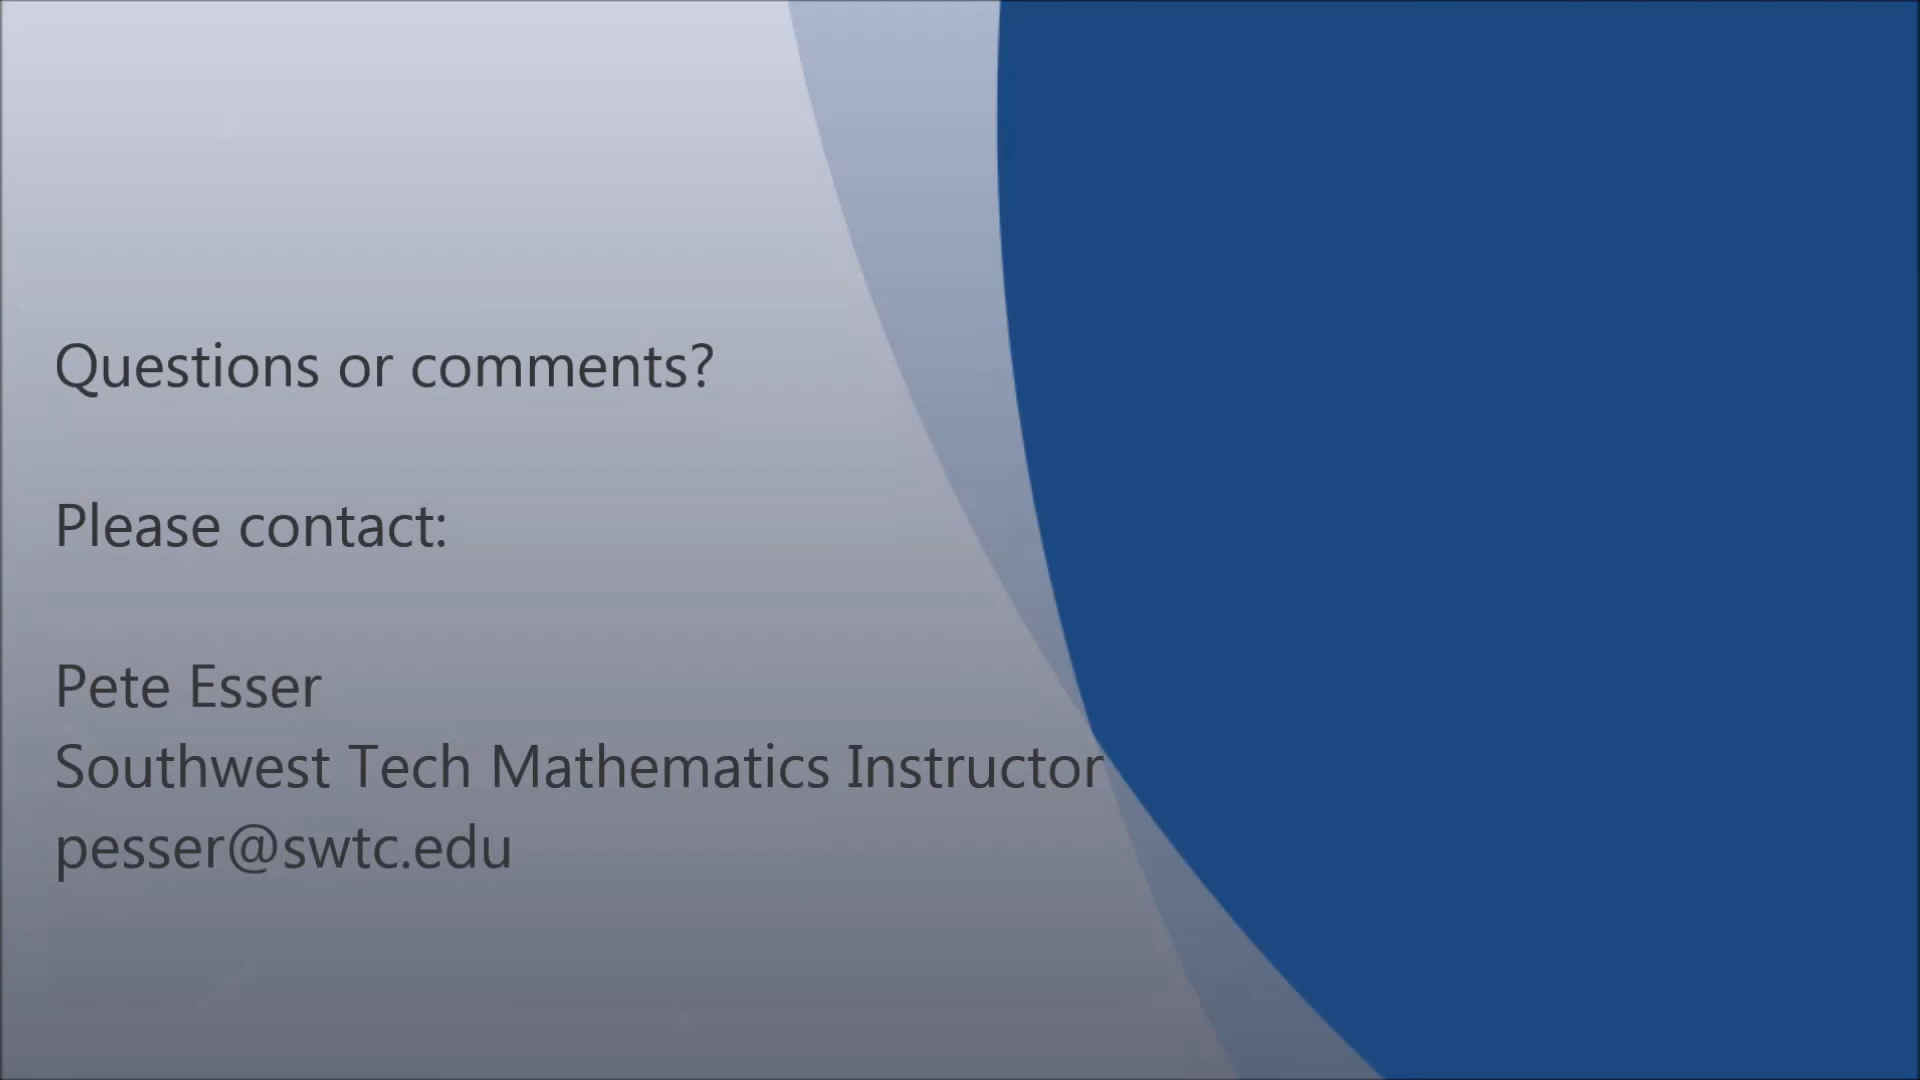 Questions or comments?
Please contact:
Pete Esser
Southwest Tech Mathematics Instructor
pesser@swtc.edu